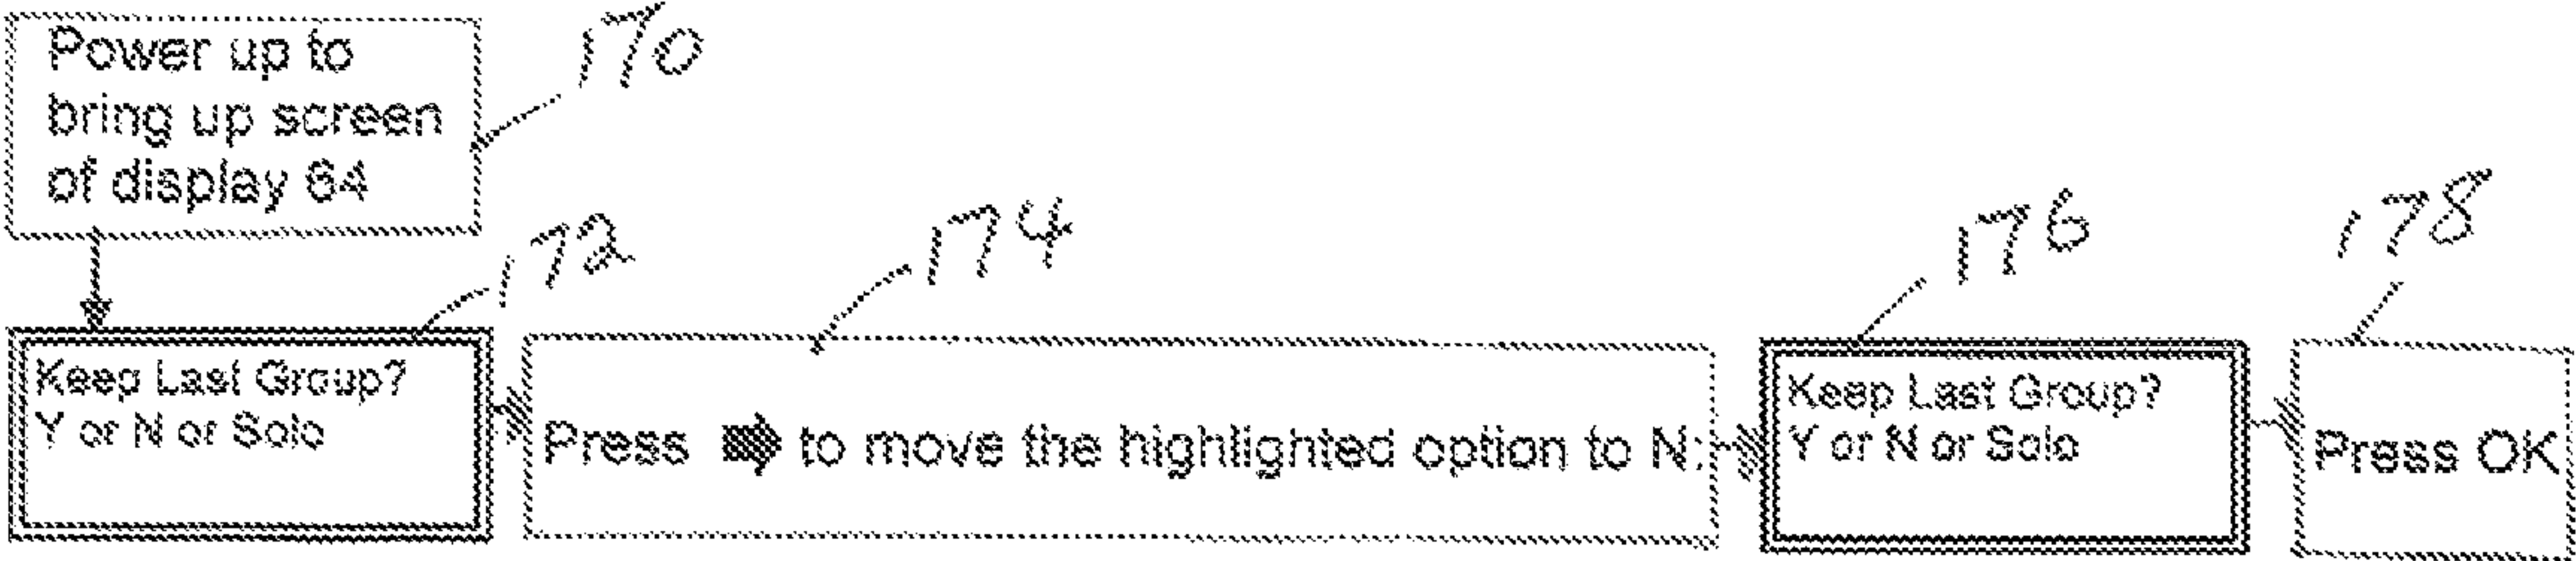 Power up to
bring up screen
of display 64
170
172
174
176
178
Keep Last Group?
Y or N or Solo
Press ➡ to move the highlighted option to N:
Keep Last Group?
Y or N or Solo
Press OK